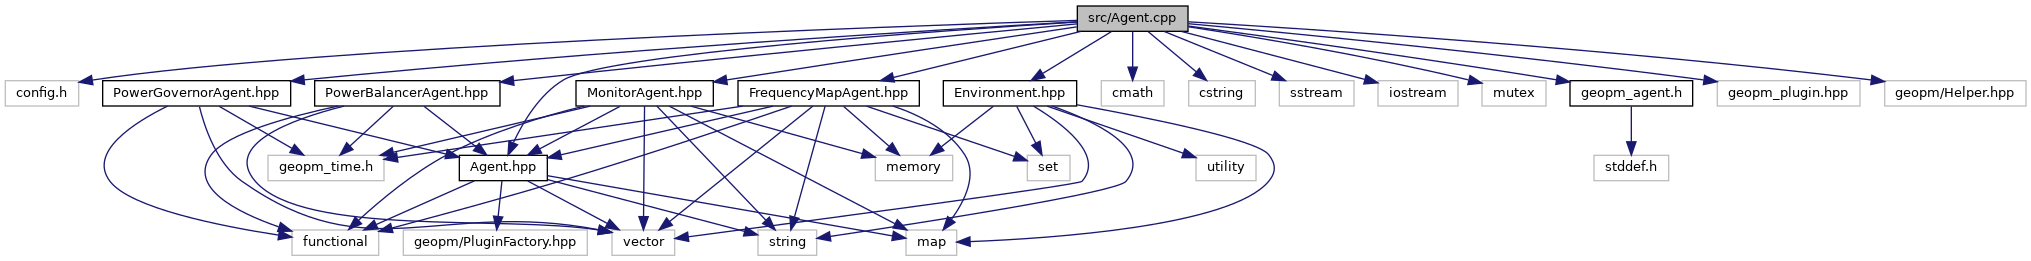 src/Agent.cpp
config.h
PowerGovernorAgent.hpp
PowerBalancerAgent.hpp
MonitorAgent.hpp
FrequencyMapAgent.hpp
Environment.hpp
cmath
cstring
sstream
iostream
mutex
geopm_agent.h
geopm_plugin.hpp
geopm/Helper.hpp
geopm_time.h
Agent.hpp
memory
set
utility
stddef.h
functional
geopm/PluginFactory.hpp
vector
string
map